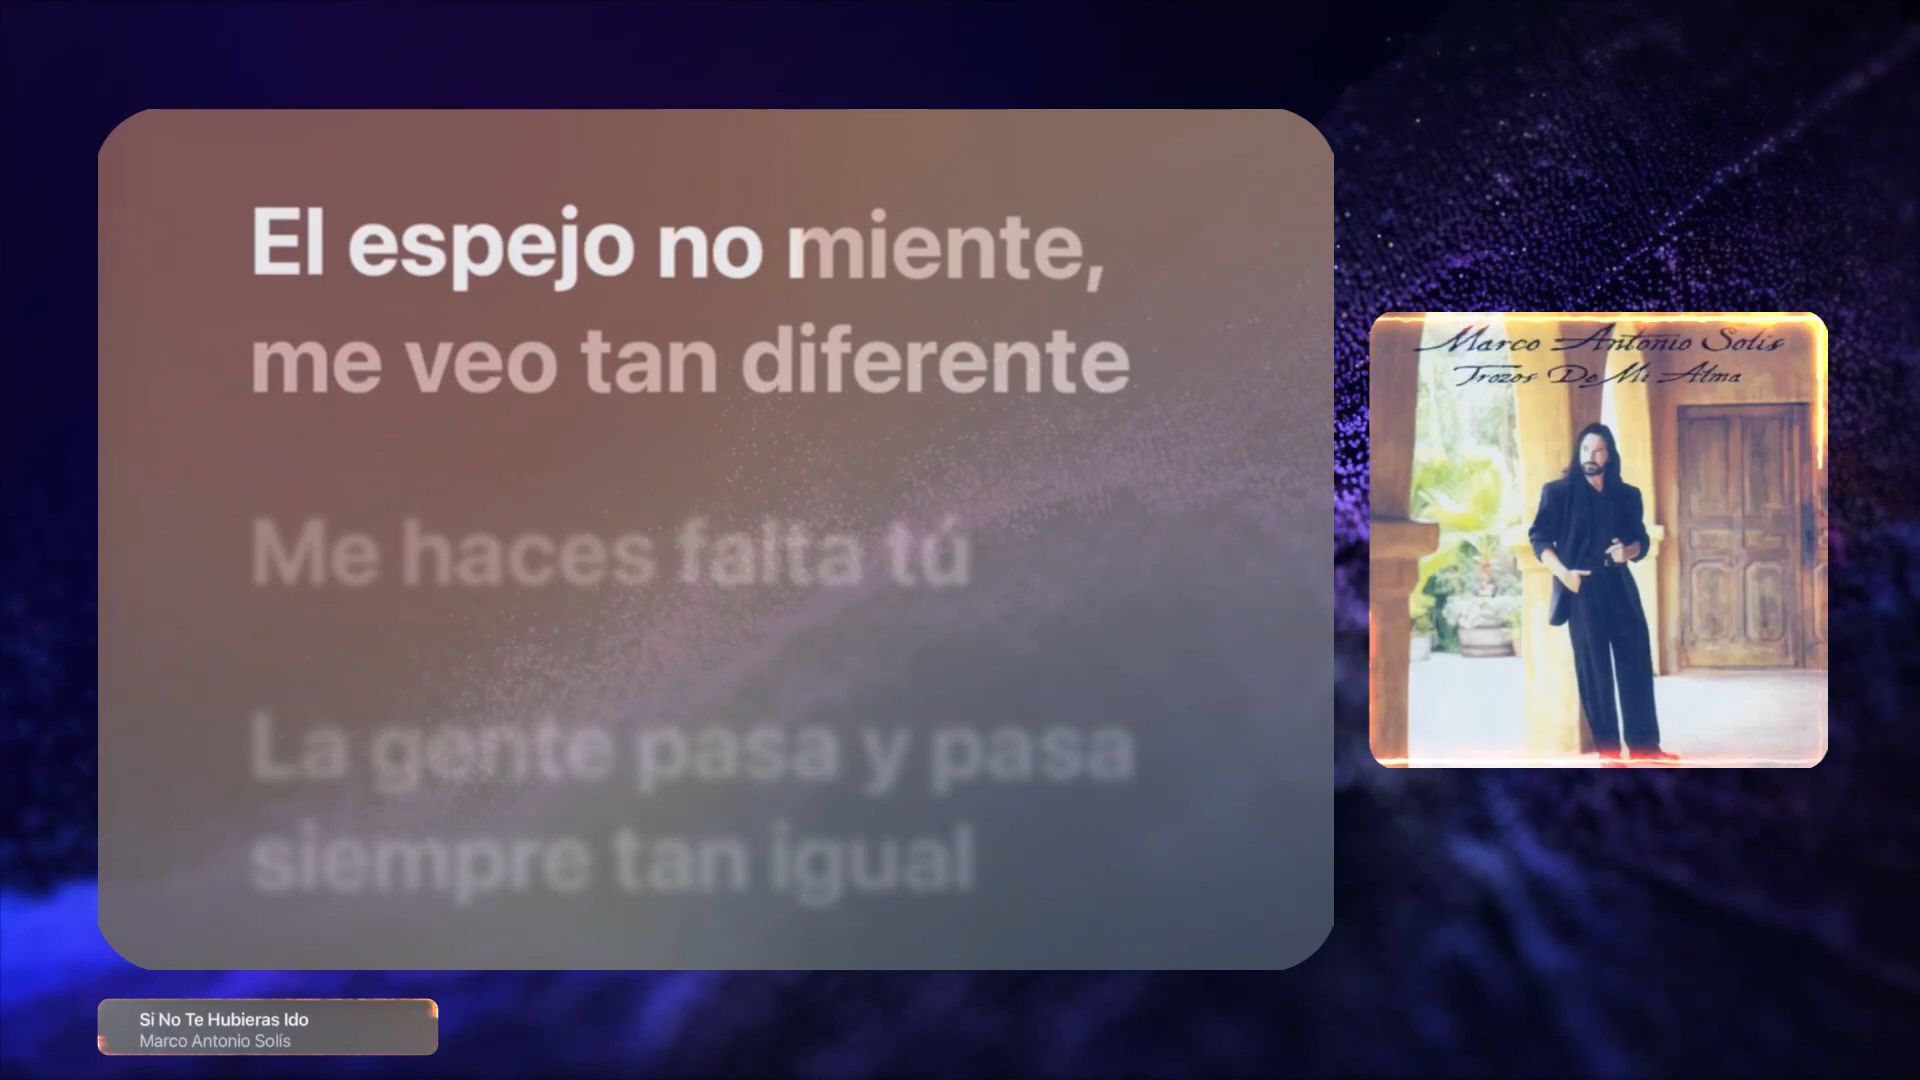 El espejo no miente,
me veo tan diferente
Me haces falta tú
La gente pasa y pasa
siempre tan igual
Marco Antonio Solís
Trozos De Mi Alma
Si No Te Hubieras Ido
Marco Antonio Solís